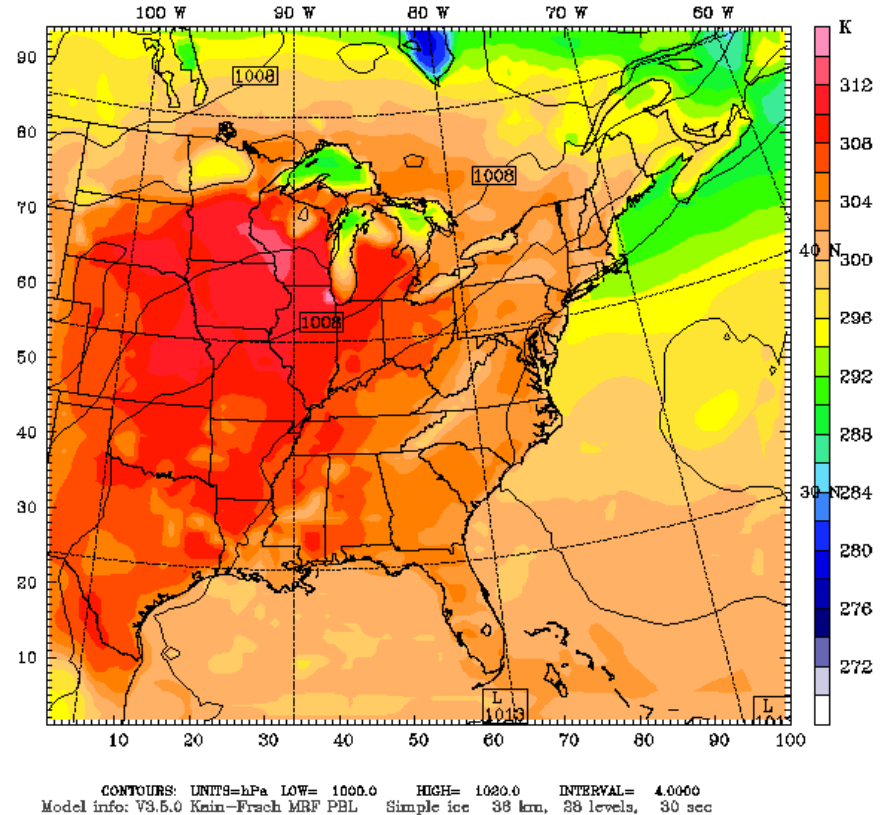 100 W 90 W 80 W 70 W 60 W
K
90
312
80
308
1008
1008
70
304
40 N
300
60
1008
296
50
292
40
288
30 N
284
30
280
20
276
10
272
L
1013
L
10 20 30 40 50 60 70 80 90 100
CONTOURS: UNITS=hPa LOW= 1000.0 HIGH= 1020.0 INTERVAL= 4.0000
Model info: V3.5.0 Kain-Frsch MRF PBL Simple ice 36 km, 28 levels, 30 sec